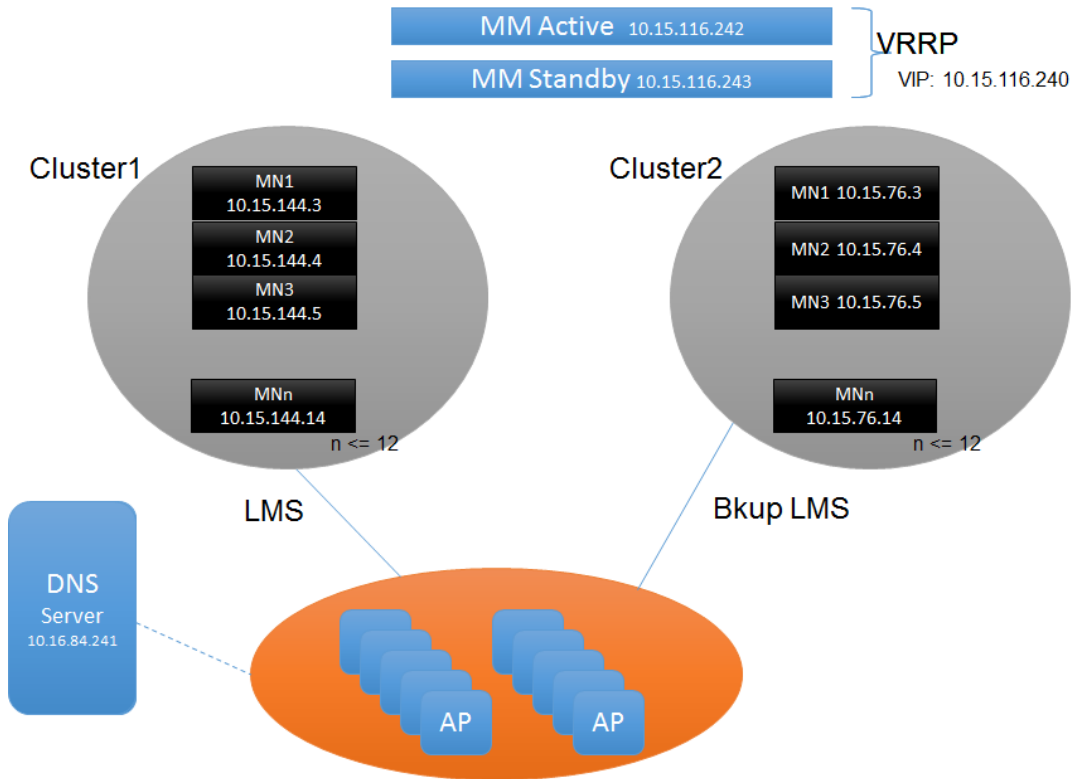 MM Active 10.15.116.242
MM Standby 10.15.116.243
VRRP
VIP: 10.15.116.240
Cluster1
MN1
10.15.144.3
MN2
10.15.144.4
MN3
10.15.144.5
MNn
10.15.144.14
n <= 12
Cluster2
MN1 10.15.76.3
MN2 10.15.76.4
MN3 10.15.76.5
MNn
10.15.76.14
n <= 12
LMS
Bkup LMS
DNS
Server
10.16.84.241
AP
AP